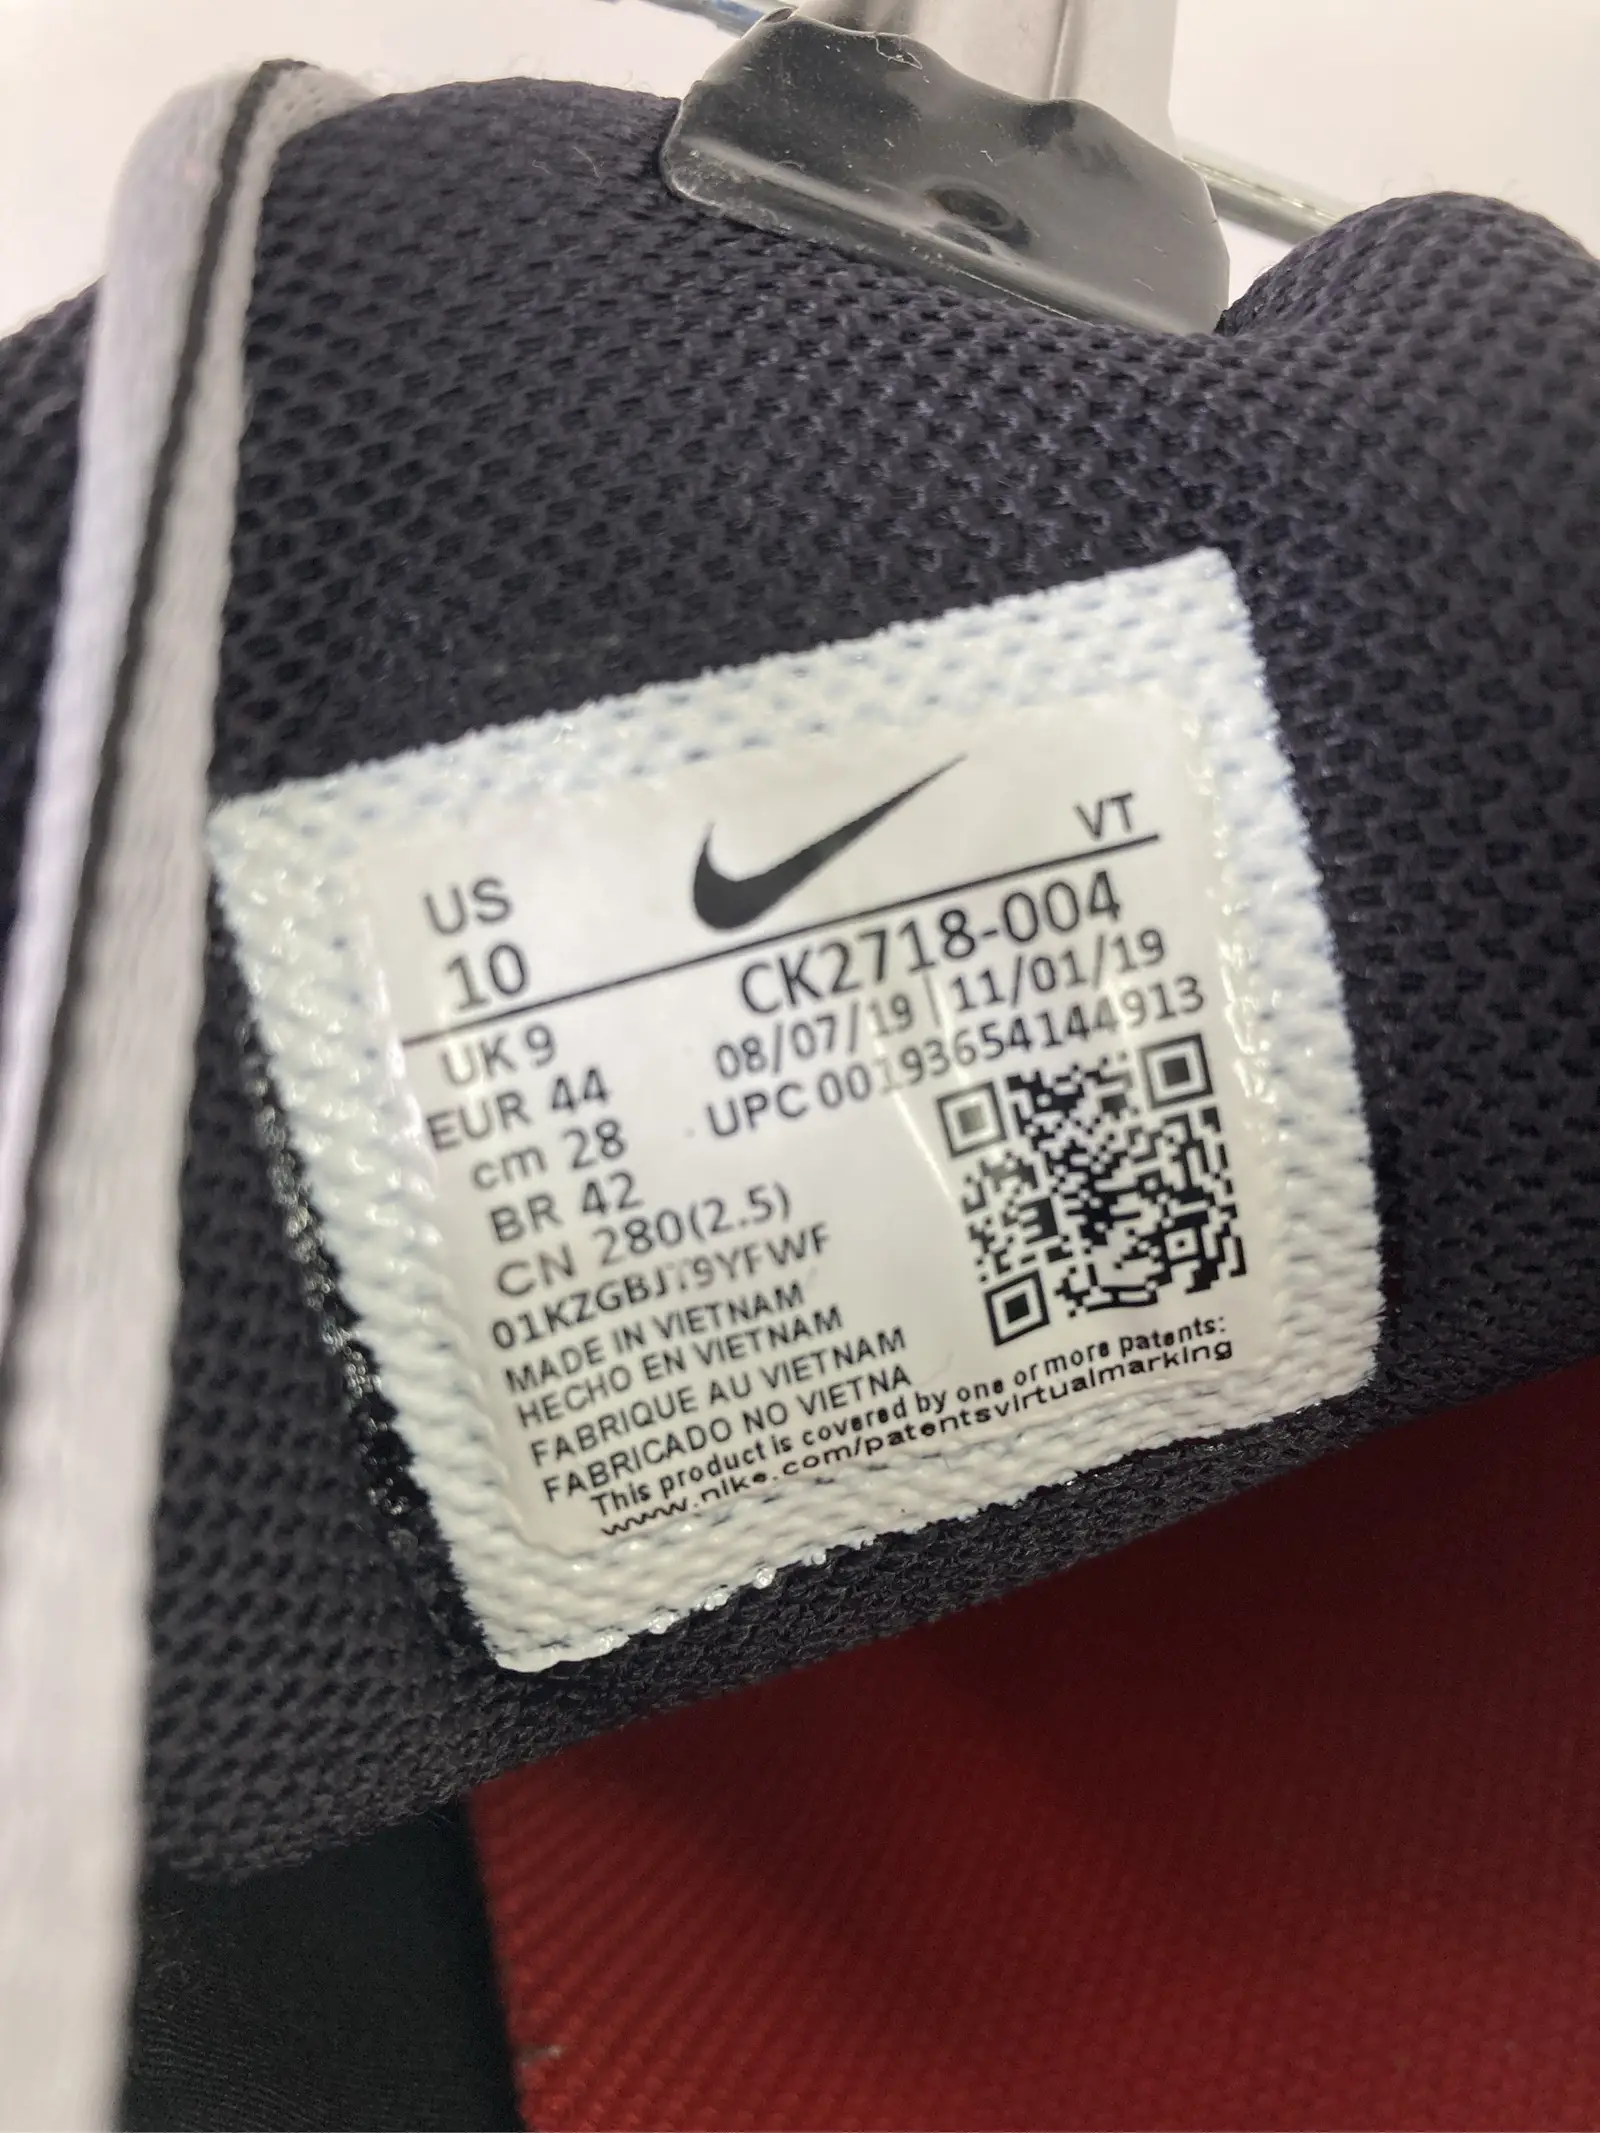 US
10
VT
CK2718-004
08/07/19 | 11/01/19
UPC 00193654144913
UK 9
EUR 44
cm 28
BR 42
CN 280(2.5)
MADE IN VIETNAM
HECHO EN VIETNAM
FABRIQUE AU VIETNAM
FABRICADO NO VIETNA
This product is covered by one or more patents:
www.nike.com/patentsvirtualmarking